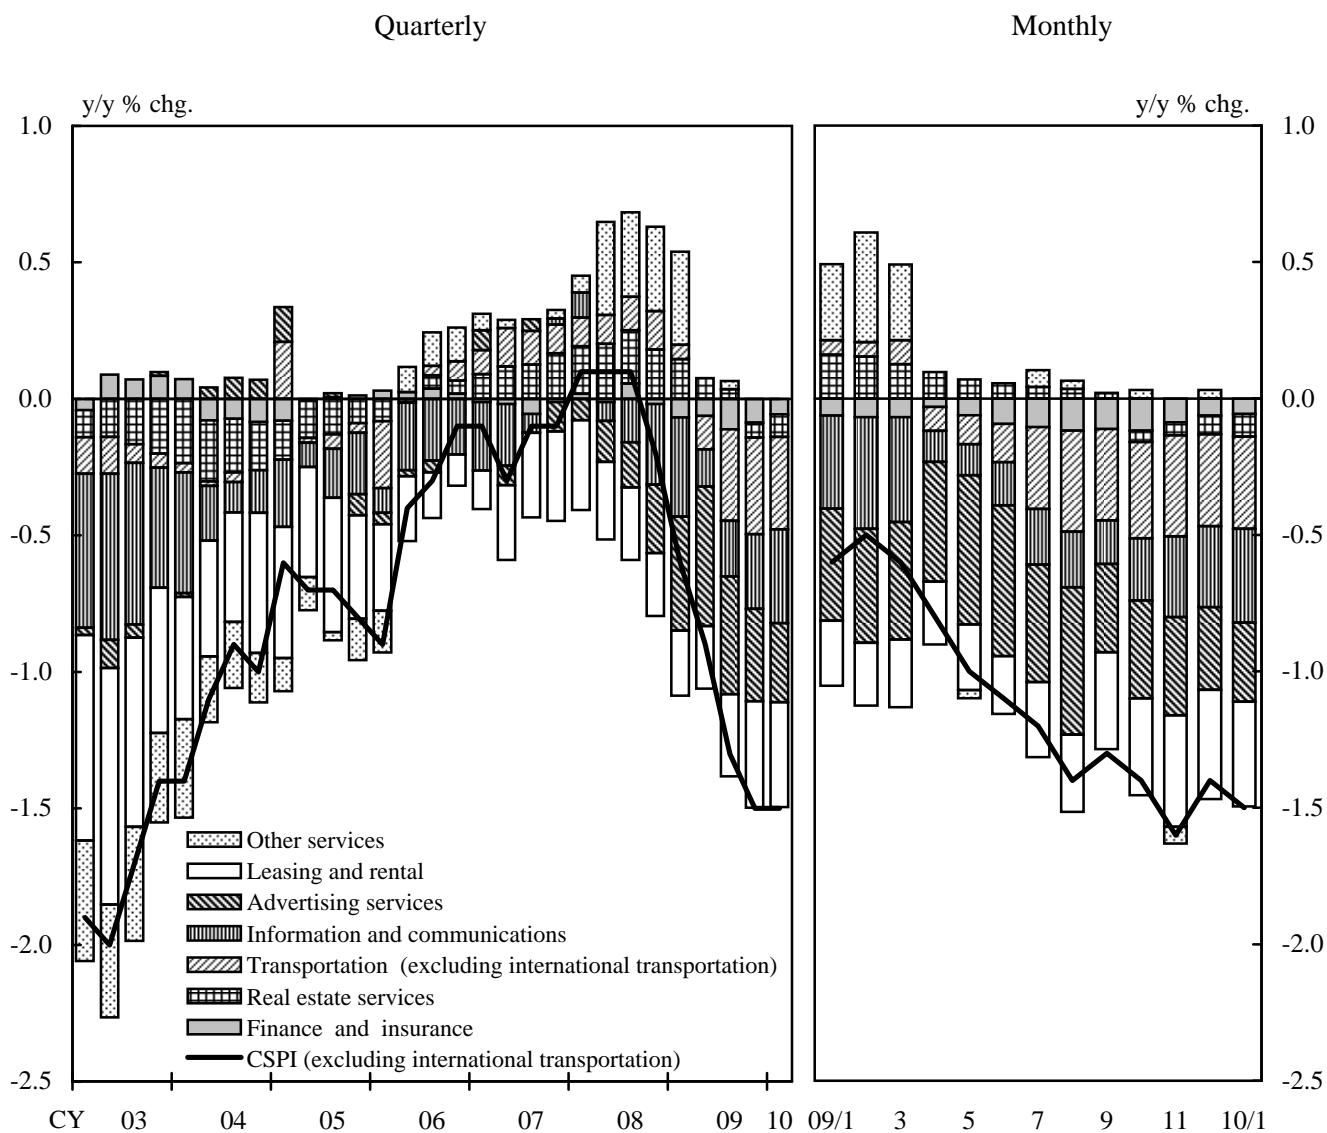 Quarterly
Monthly
y/y % chg.
y/y % chg.
1.0
0.5
0.0
-0.5
-1.0
-1.5
-2.0
-2.5
1.0
0.5
0.0
-0.5
-1.0
-1.5
-2.0
-2.5
Other services
Leasing and rental
Advertising services
Information and communications
Transportation (excluding international transportation)
Real estate services
Finance and insurance
CSPI (excluding international transportation)
CY 03 04 05 06 07 08 09 10
09/1 3 5 7 9 11 10/1